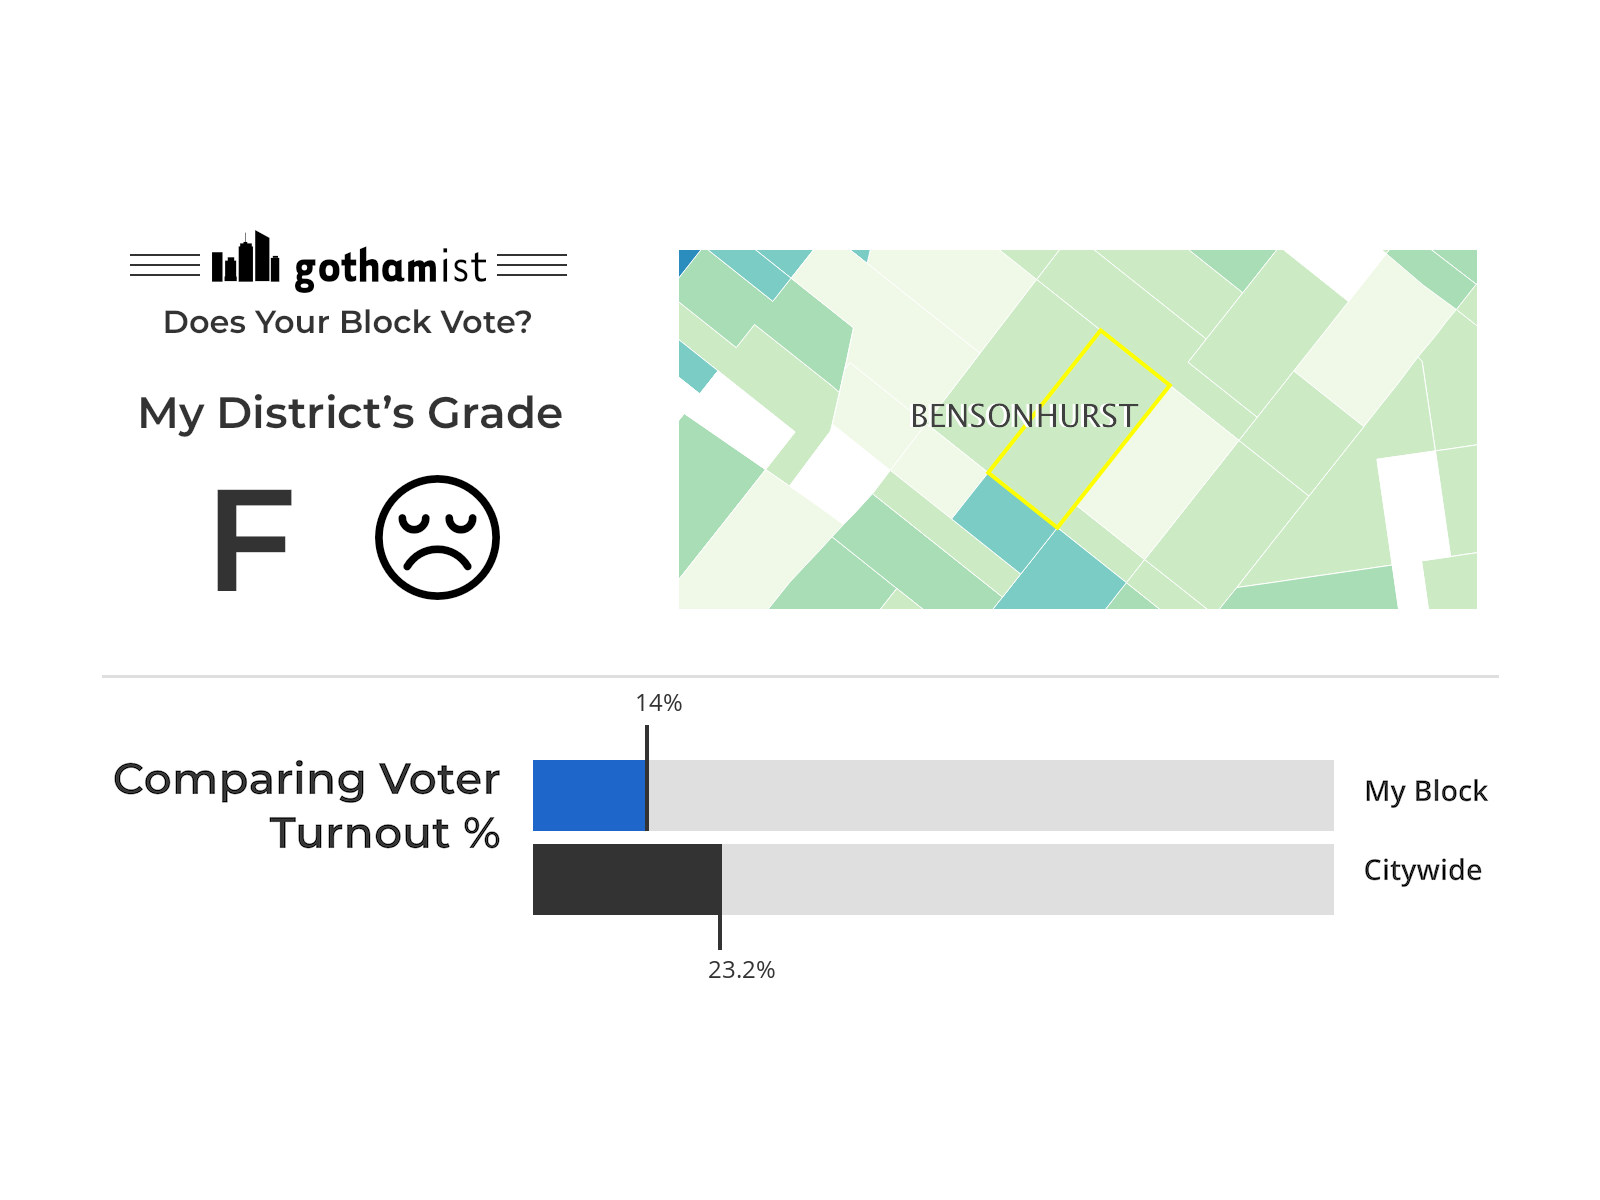 gothamist
Does Your Block Vote?
My District's Grade
F
BENSONHURST
14%
Comparing Voter
Turnout %
My Block
Citywide
23.2%